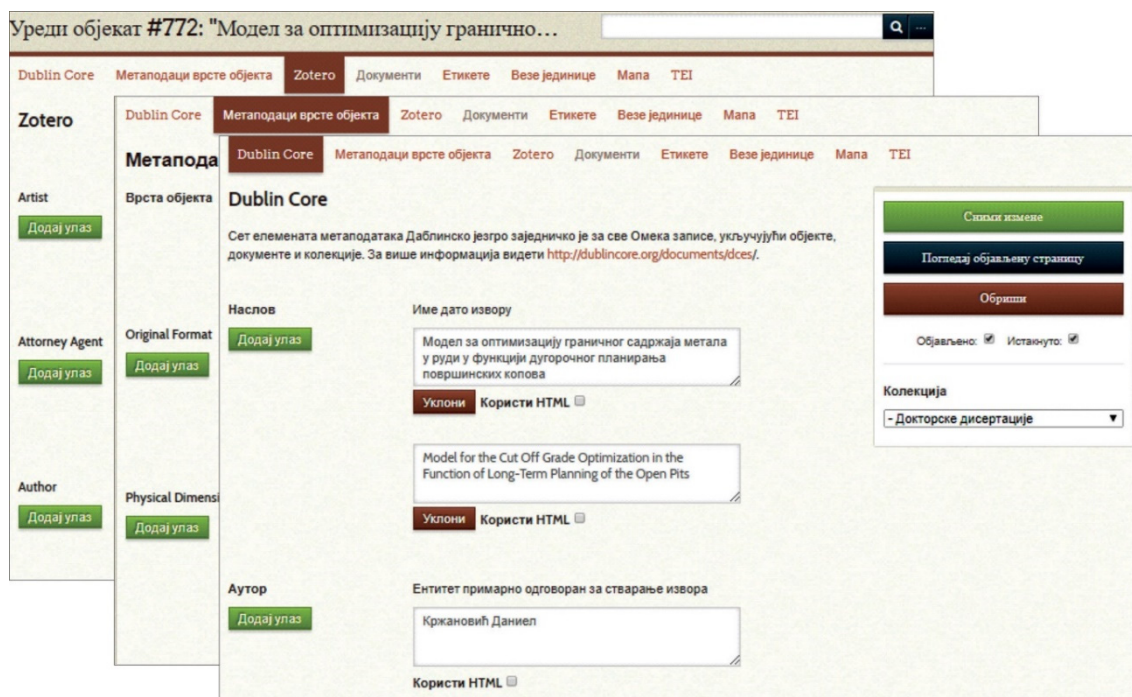 Уреди објекат #772: "Модел за оптимизацију гранично...
...
Dublin Core Метаподаци врсте објекта Zotero Документи Етикете Везе јединице Мапа TEI
Zotero
Artist
Додај улаз
Attorney Agent
Додај улаз
Author
Додај улаз
Dublin Core Метаподаци врсте објекта Zotero Документи Етикете Везе јединице Мапа TEI
Метапода
Врста објекта
Original Format
Додај улаз
Physical Dimensi
Додај улаз
Dublin Core Метаподаци врсте објекта Zotero Документи Етикете Везе јединице Мапа TEI
Dublin Core
Сет елемената метаподатака Даблинско језгро заједничко је за све Омека записе, укључујући објекте,
документе и колекције. За више информација видети http://dublincore.org/documents/dces/.
Наслов
Додај улаз
Име дато извору
Модел за оптимизацију граничног садржаја метала
у руди у функцији дугорочног планирања
површинских копова
Уклони Користи HTML
Model for the Cut Off Grade Optimization in the
Function of Long-Term Planning of the Open Pits
Уклони Користи HTML
Аутор
Додај улаз
Ентитет примарно одговоран за стварање извора
Кржановић Даниел
Користи HTML
Сними измене
Погледај објављену страницу
Обриши
Објављено: Истакнуто:
Колекција
- Докторске дисертације